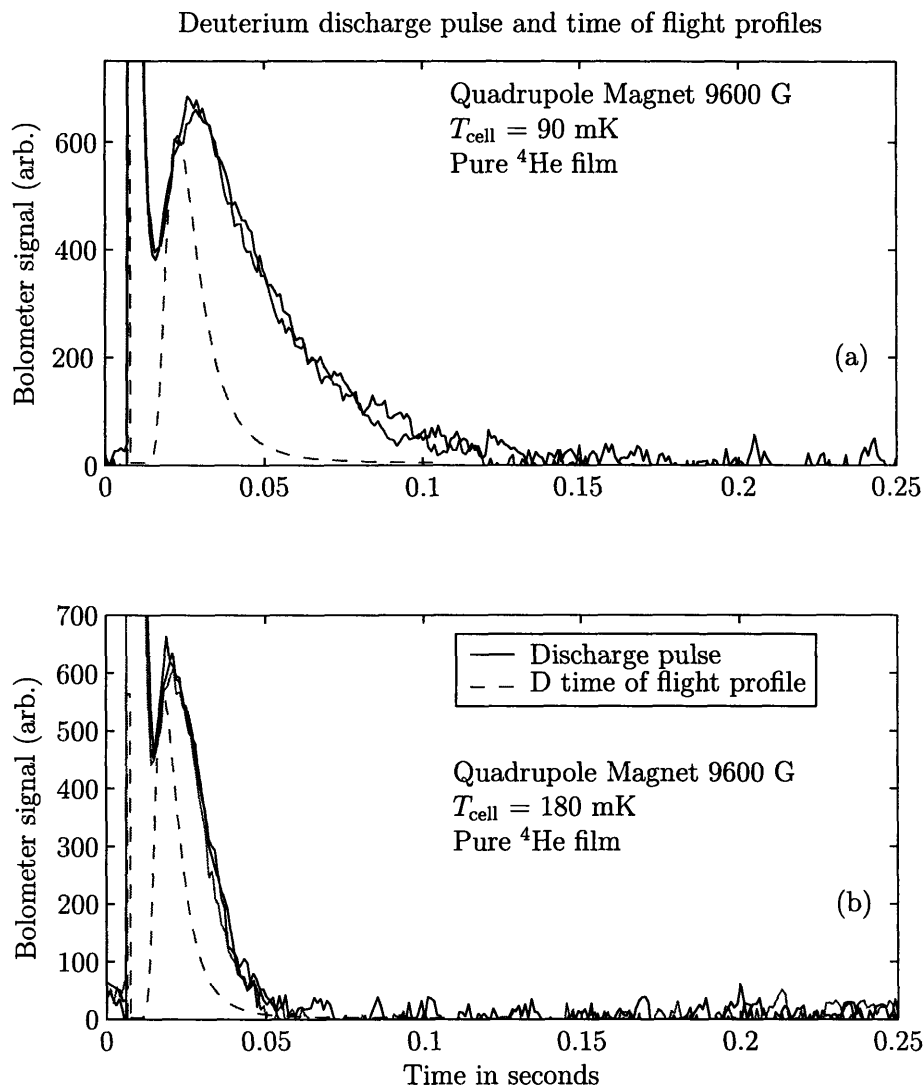 Deuterium discharge pulse and time of flight profiles
Bolometer signal (arb.)
600
400
200
0
Quadrupole Magnet 9600 G
T_cell = 90 mK
Pure ⁴He film
(a)
0 0.05 0.1 0.15 0.2 0.25
Bolometer signal (arb.)
700
600
500
400
300
200
100
0
Discharge pulse
D time of flight profile
Quadrupole Magnet 9600 G
T_cell = 180 mK
Pure ⁴He film
(b)
0 0.05 0.1 0.15 0.2 0.25
Time in seconds